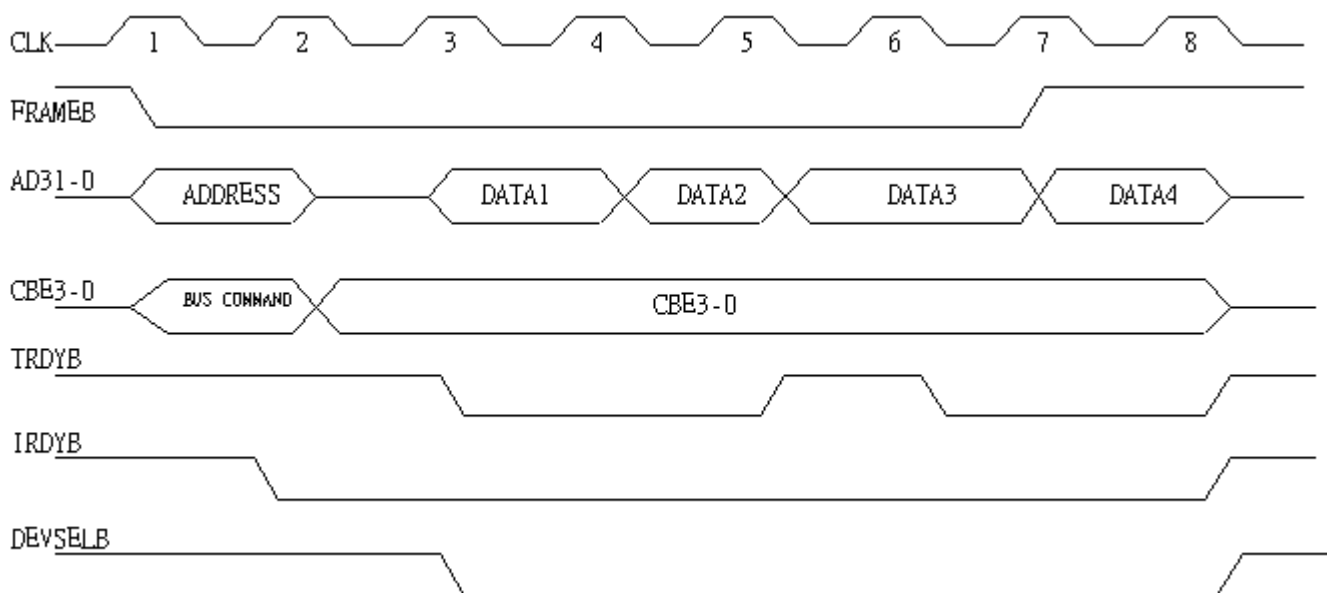 CLK 1 2 3 4 5 6 7 8
FRAMEB
AD31-0 ADDRESS DATA1 DATA2 DATA3 DATA4
CBE3-0 BUS COMMAND CBE3-0
TRDYB
IRDYB
DEVSELB